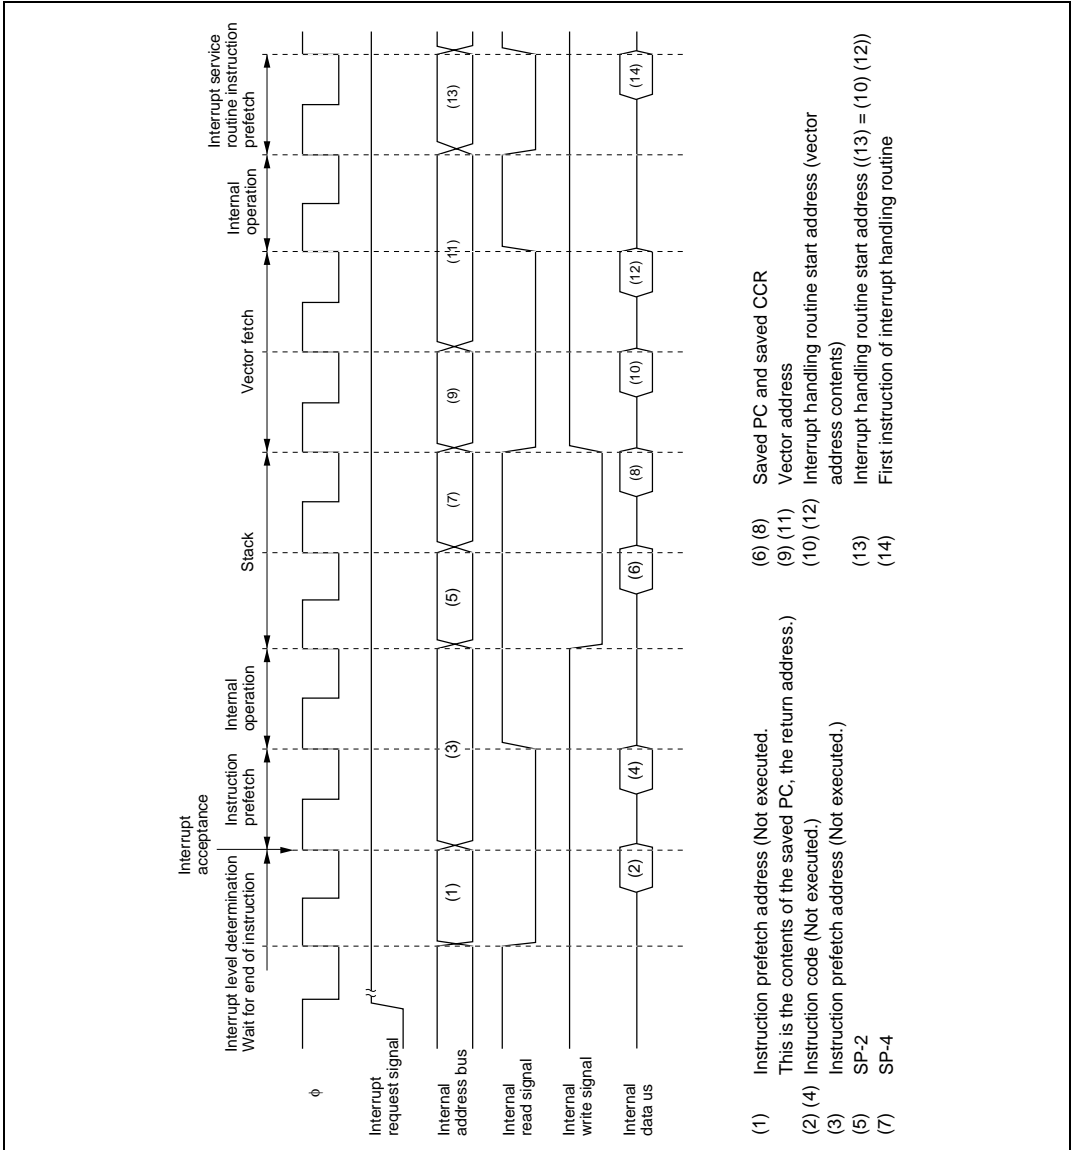 Interrupt
acceptance
Interrupt level determination
Wait for end of instruction
Instruction
prefetch
Internal
operation
Stack
Vector fetch
Internal
operation
Interrupt service
routine instruction
prefetch
φ
Interrupt
request signal
Internal
address bus
(1)
(3)
(5)
(7)
(9)
(11)
(13)
Internal
read signal
Internal
write signal
Internal
data us
(2)
(4)
(6)
(8)
(10)
(12)
(14)
(1) Instruction prefetch address (Not executed.
This is the contents of the saved PC, the return address.)
(2) (4) Instruction code (Not executed.)
(3) Instruction prefetch address (Not executed.)
(5) SP-2
(7) SP-4
(6) (8) Saved PC and saved CCR
(9) (11) Vector address
(10) (12) Interrupt handling routine start address (vector
address contents)
(13) Interrupt handling routine start address ((13) = (10) (12))
(14) First instruction of interrupt handling routine